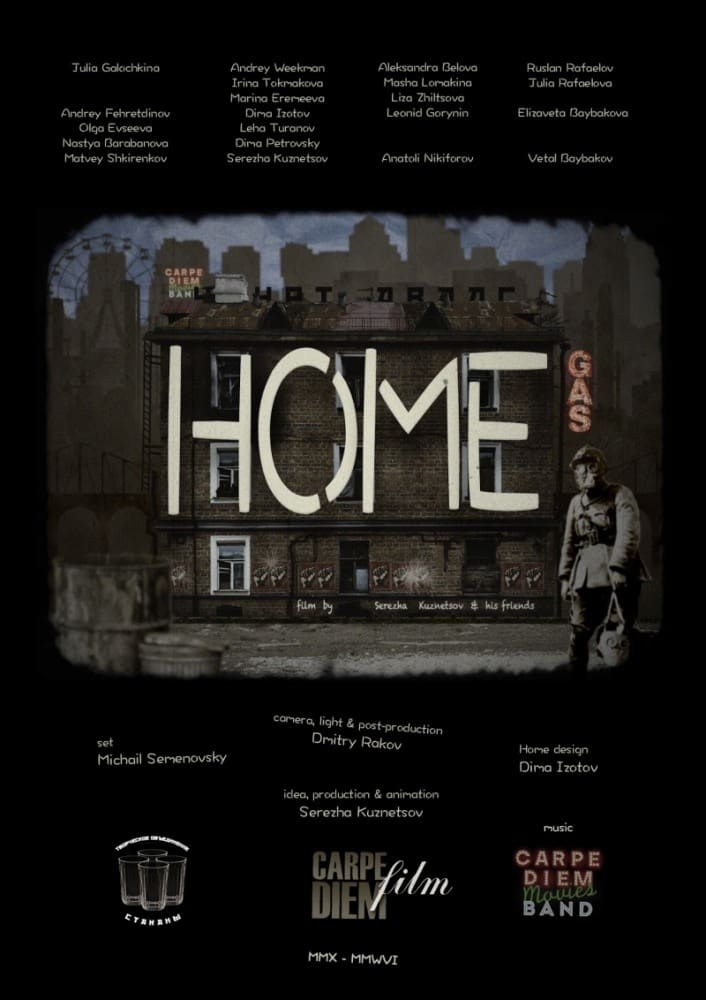 Julia Galochkina
Andrey Fehretdinov
Olga Evseeva
Nastya Barabanova
Matvey Shkirenkov
Andrey Weekman
Irina Tokmakova
Marina Eremeeva
Dima Izotov
Leha Turanov
Dima Petrovsky
Serezha Kuznetsov
Aleksandra Belova
Masha Lomakina
Liza Zhiltsova
Leonid Gorynin
Anatoli Nikiforov
Ruslan Rafaelov
Julia Rafaelova
Elizaveta Baybakova
Vetal Baybakov
CARPE
DIEM
Movies
BAND
HOME
GAS
film by Serezha Kuznetsov & his friends
set
Michail Semenovsky
camera, light & post-production
Dmitry Rakov
Home design
Dima Izotov
idea, production & animation
Serezha Kuznetsov
music
ТВОРЧЕСКОЕ ОБЪЕДИНЕНИЕ
СТАКАНЫ
CARPE
DIEM film
CARPE
DIEM
Movies
BAND
MMX - MMWVI